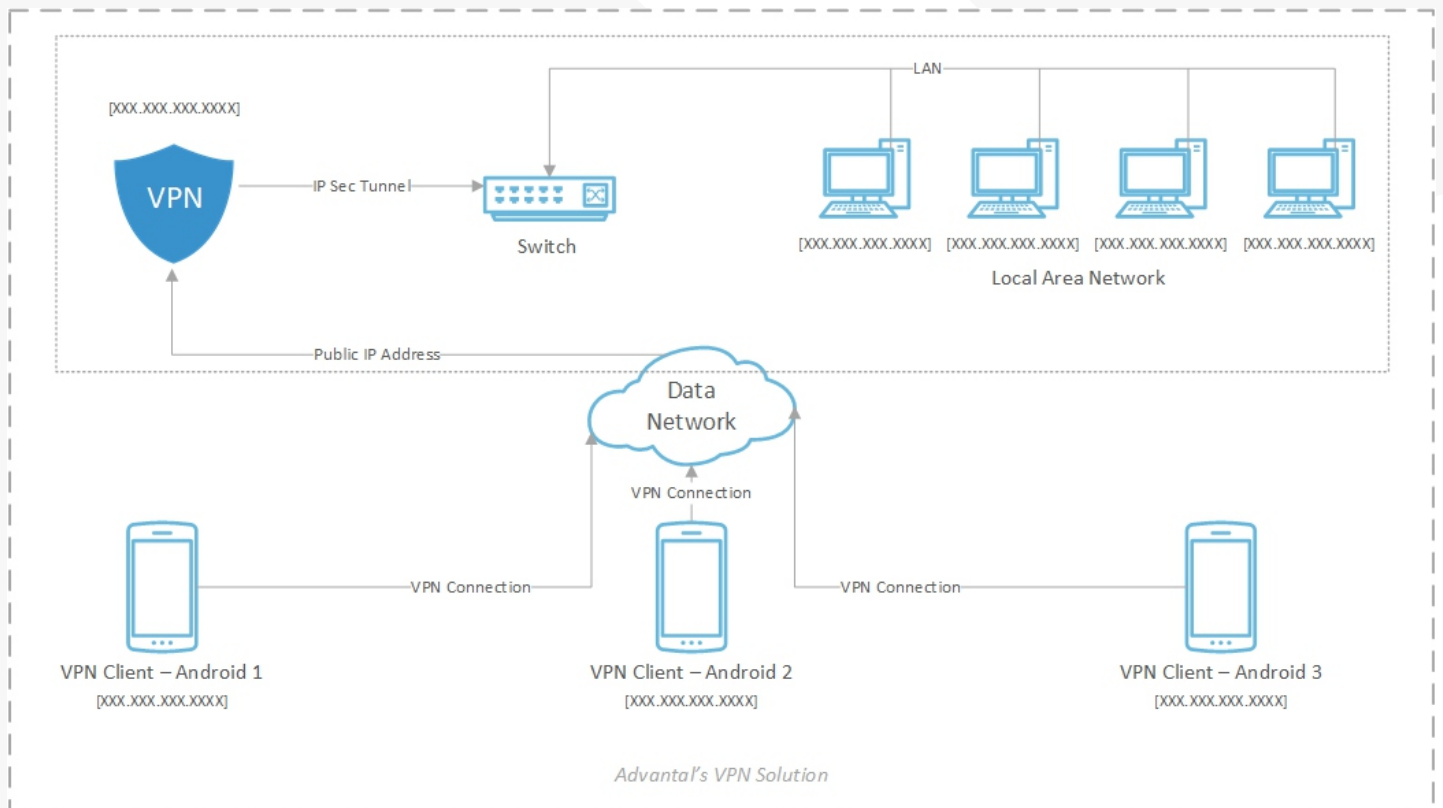 LAN
[XXX.XXX.XXX.XXXX]
VPN
IP Sec Tunnel
Switch
[XXX.XXX.XXX.XXXX] [XXX.XXX.XXX.XXXX] [XXX.XXX.XXX.XXXX] [XXX.XXX.XXX.XXXX]
Local Area Network
Public IP Address
Data
Network
VPN Connection
VPN Connection
VPN Connection
VPN Client – Android 1
[XXX.XXX.XXX.XXXX]
VPN Client – Android 2
[XXX.XXX.XXX.XXXX]
VPN Client – Android 3
[XXX.XXX.XXX.XXXX]
Advantal's VPN Solution